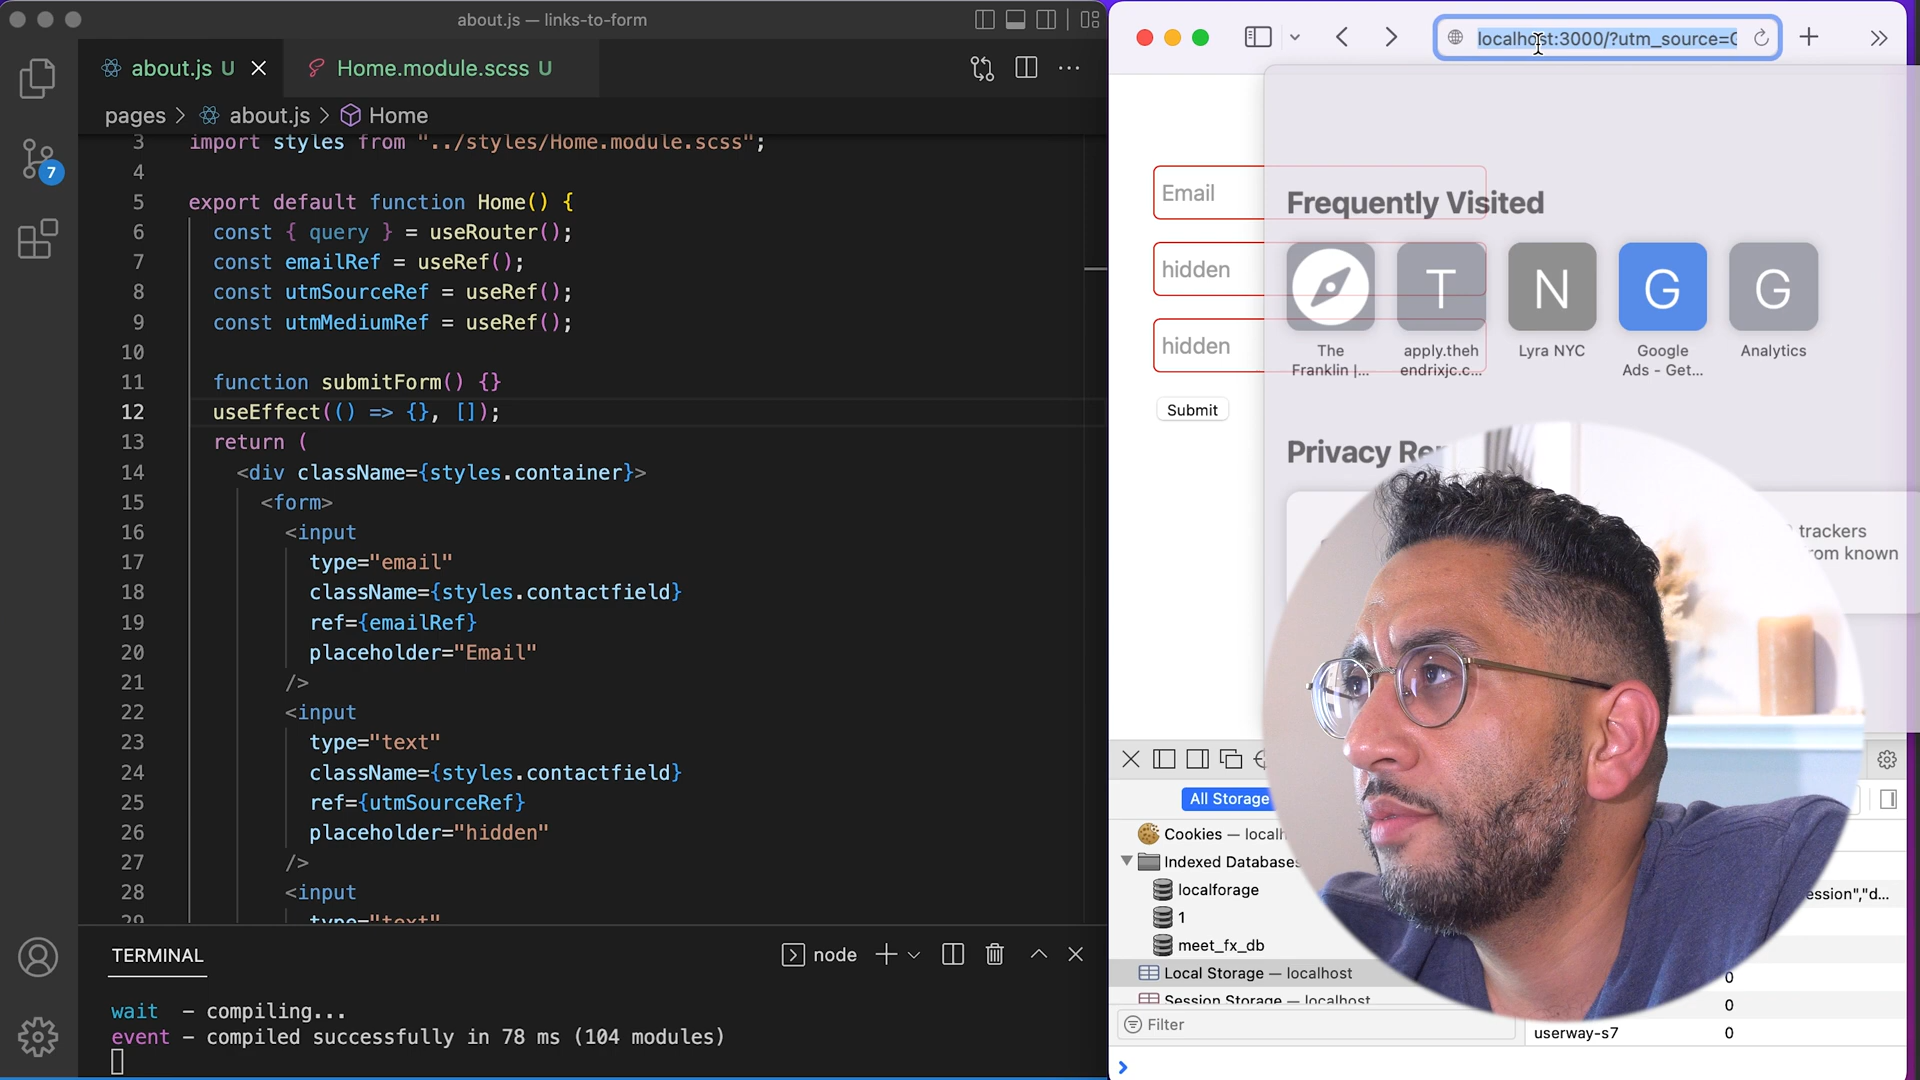 about.js — links-to-form
about.js U
Home.module.scss U
pages > about.js > Home
3 import styles from "../styles/Home.module.scss";
4
5 export default function Home() {
6 const { query } = useRouter();
7 const emailRef = useRef();
8 const utmSourceRef = useRef();
9 const utmMediumRef = useRef();
10
11 function submitForm() {}
12 useEffect(() => {}, []);
13 return (
14 <div className={styles.container}>
15 <form>
16 <input
17 type="email"
18 className={styles.contactfield}
19 ref={emailRef}
20 placeholder="Email"
21 />
22 <input
23 type="text"
24 className={styles.contactfield}
25 ref={utmSourceRef}
26 placeholder="hidden"
27 />
28 <input
29 type="text"
7
TERMINAL
node
wait - compiling...
event - compiled successfully in 78 ms (104 modules)
localhost:3000/?utm_source=G
Email
hidden
hidden
Submit
Frequently Visited
T
N
G
G
The Franklin |...
apply.theh endrixjc.c...
Lyra NYC
Google Ads - Get...
Analytics
Privacy Re
trackers
om known
All Storage
Cookies — localh
Indexed Databases
localforage
1
meet_fx_db
Local Storage — localhost
Session Storage — localhost
Filter
ession","d...
0
0
userway-s7 0